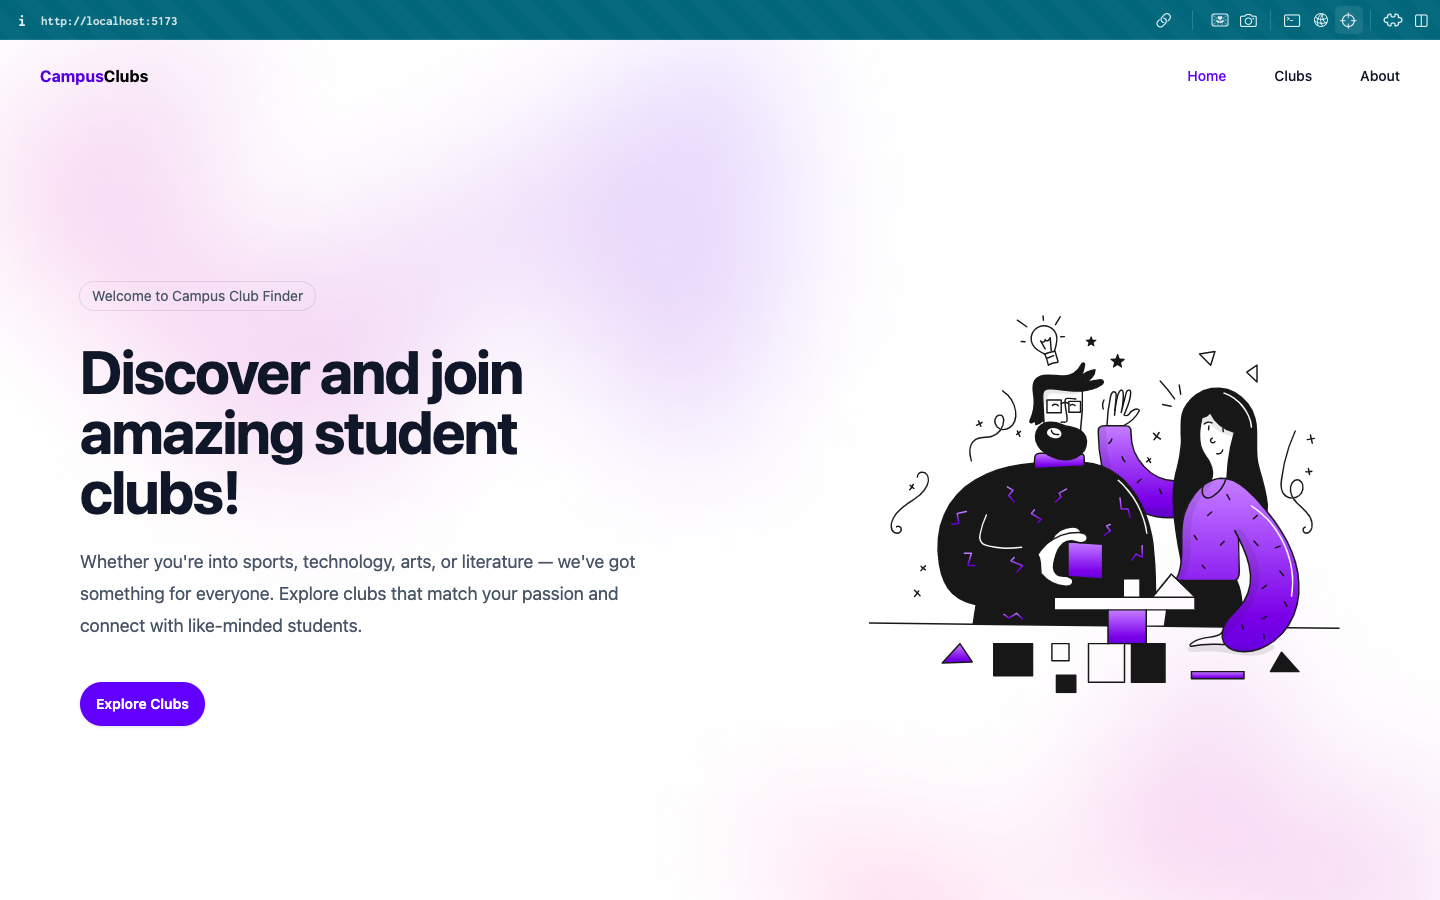 i http://localhost:5173
CampusClubs
Home Clubs About
Welcome to Campus Club Finder
Discover and join
amazing student
clubs!
Whether you're into sports, technology, arts, or literature — we've got
something for everyone. Explore clubs that match your passion and
connect with like-minded students.
Explore Clubs